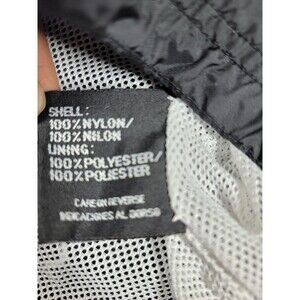 SHELL:
100% NYLON/
100% NILON
LINING:
100% POLYESTER/
100% POLIESTER
CARE ON REVERSE
INDICACIONES AL DORSO